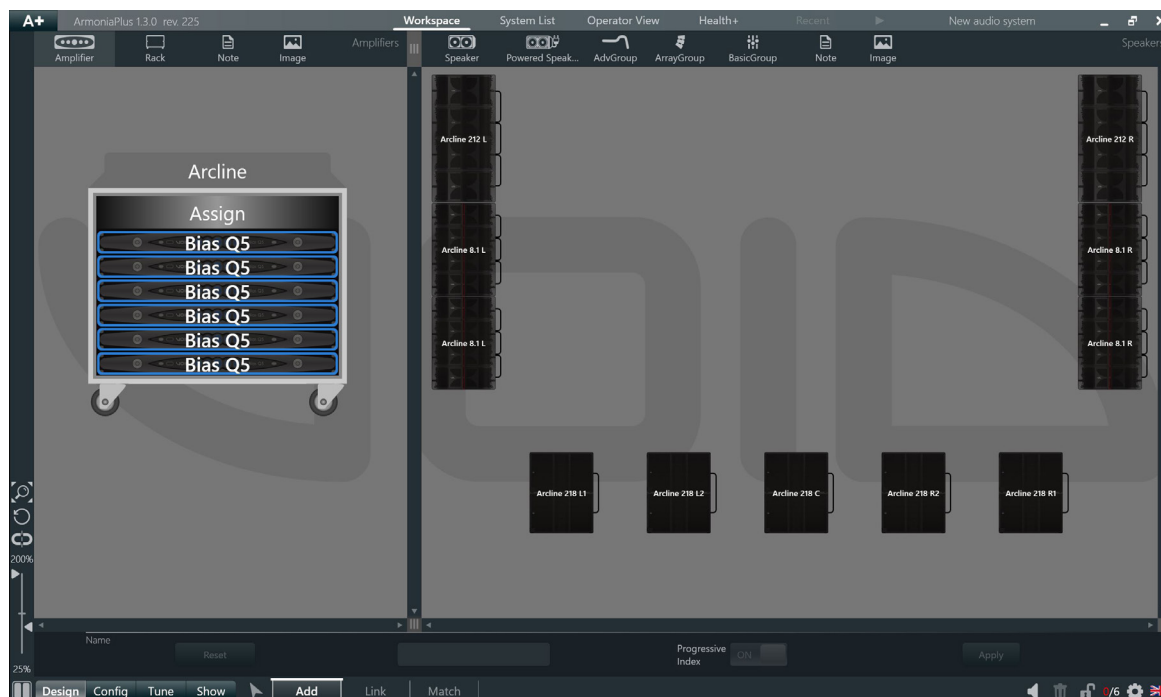 A+ ArmoniaPlus 1.3.0 rev. 225 Workspace System List Operator View Health+ Recent New audio system
Amplifier Rack Note Image Amplifiers Speaker Powered Speak... AdvGroup ArrayGroup BasicGroup Note Image Speakers
Arcline 212 L Arcline 212 R
Arcline
Assign
Bias Q5
Bias Q5
Bias Q5
Bias Q5
Bias Q5
Bias Q5
Arcline 8.1 L Arcline 8.1 R
Arcline 8.1 L Arcline 8.1 R
Arcline 218 L1 Arcline 218 L2 Arcline 218 C Arcline 218 R2 Arcline 218 R1
200%
25%
Name Reset Progressive Index ON Apply
Design Config Tune Show Add Link Match 0/6